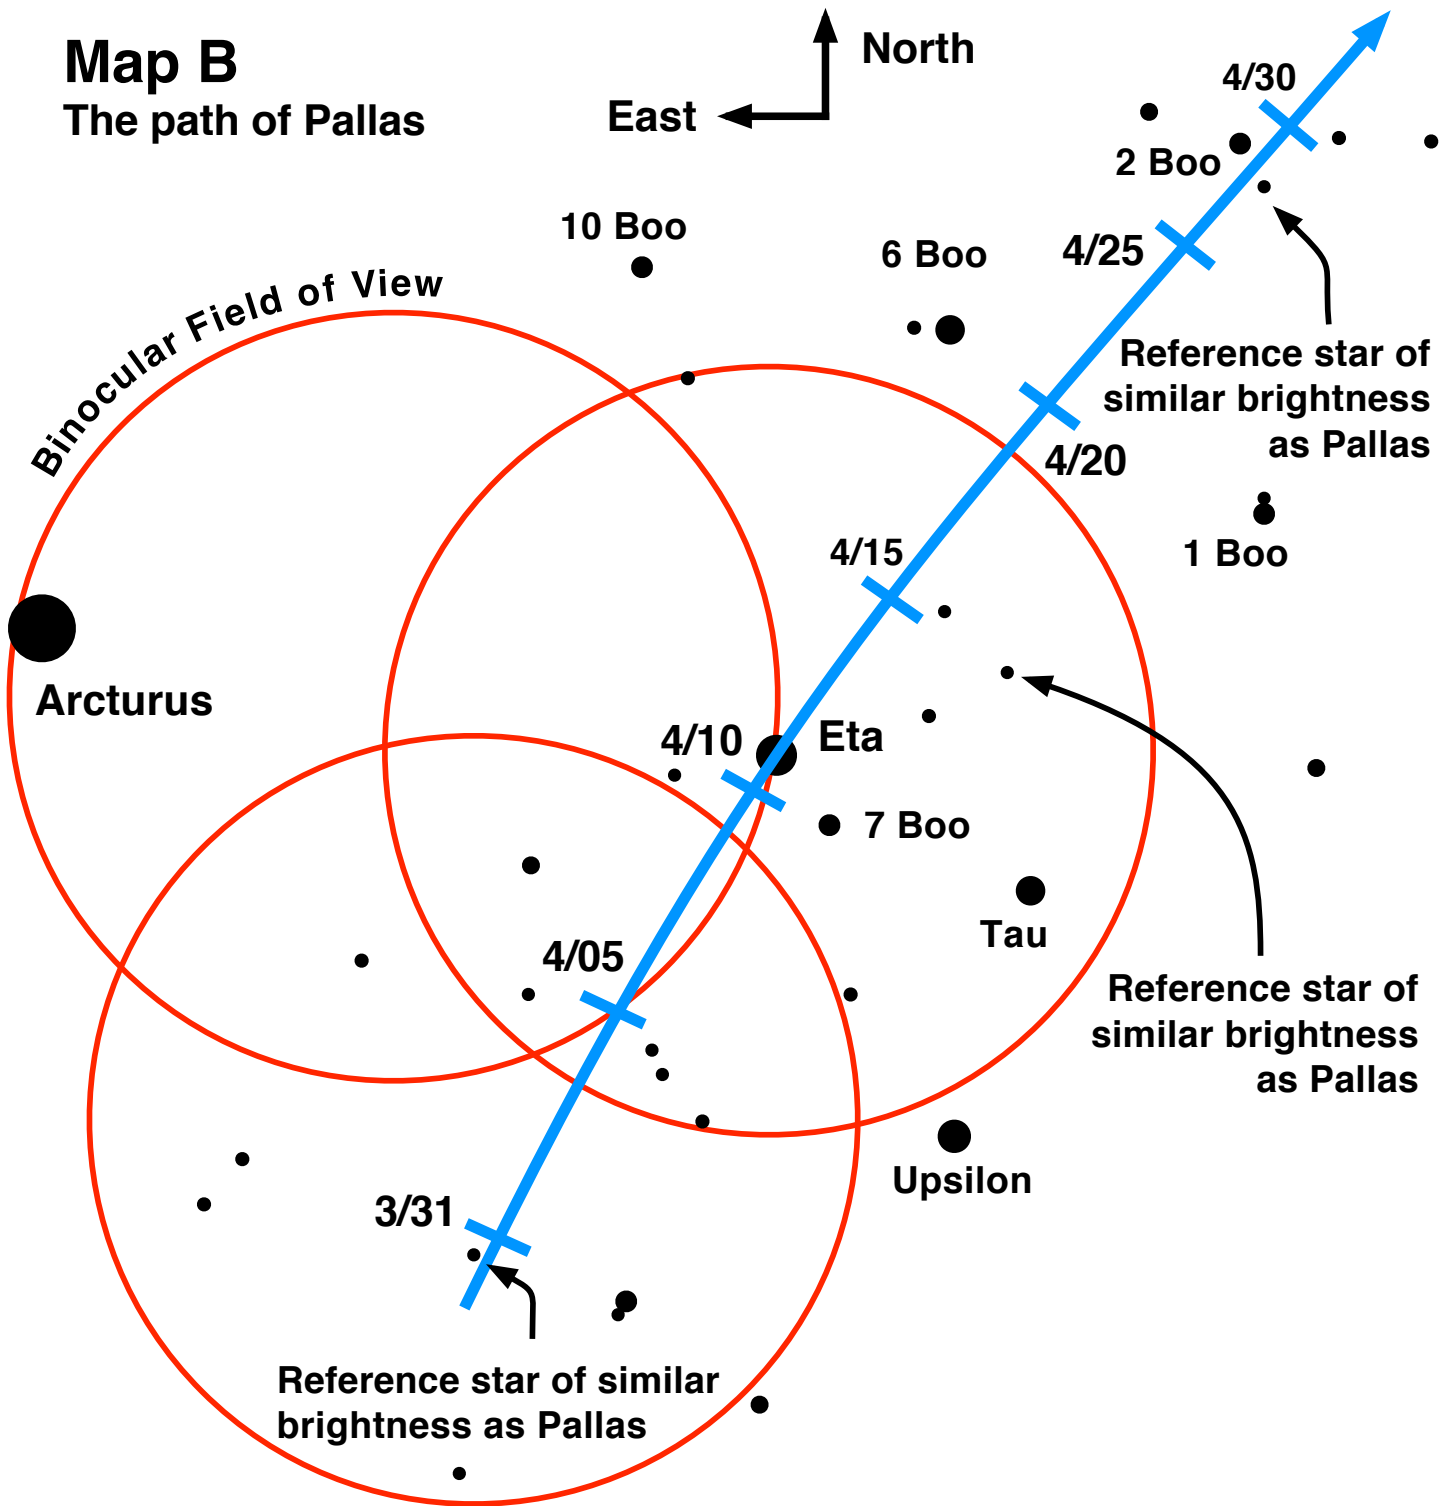 Map B
The path of Pallas
North
East
4/30
2 Boo
10 Boo
6 Boo
4/25
Binocular Field of View
Reference star of
similar brightness
as Pallas
4/20
4/15
1 Boo
Arcturus
4/10
Eta
7 Boo
Tau
4/05
Reference star of
similar brightness
as Pallas
Upsilon
3/31
Reference star of similar
brightness as Pallas